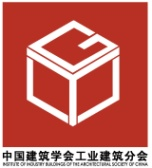 中国建筑学会工业建筑分会
INSTITUTE OF INDUSTRY BUILDINGS OF THE ARCHITECTURAL SOCIETY OF CHINA